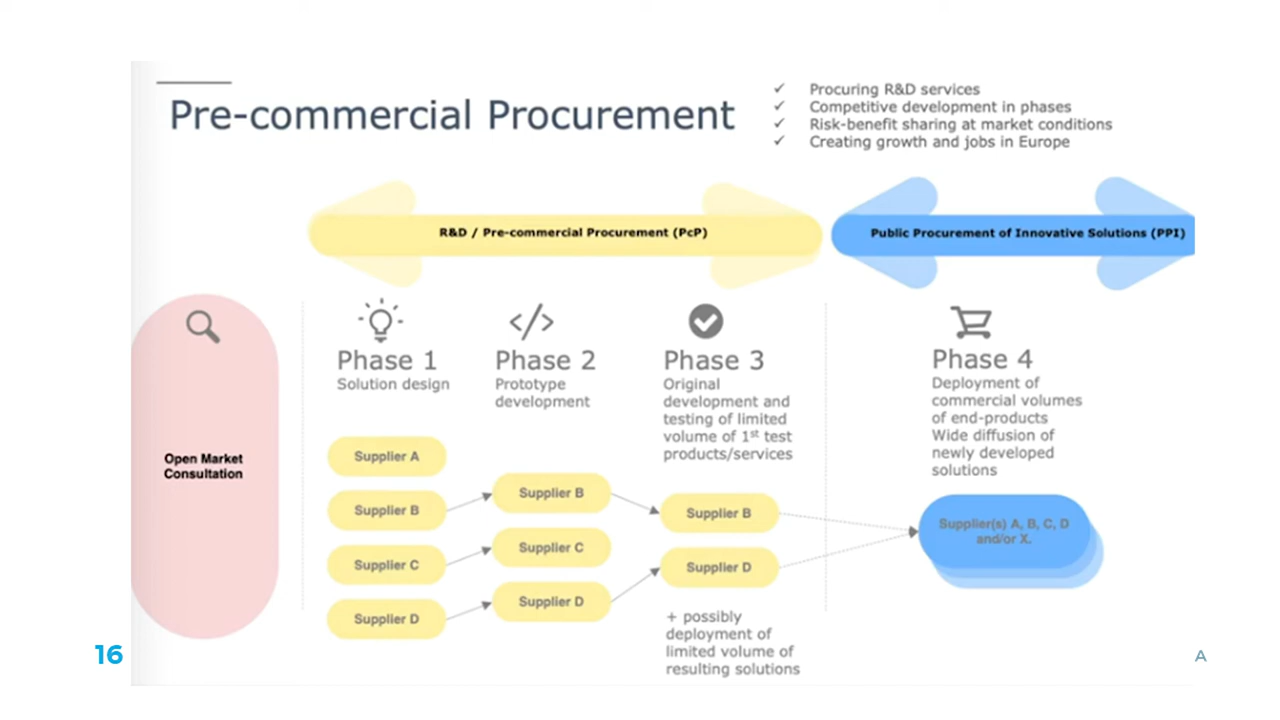 Pre-commercial Procurement
✓ Procuring R&D services
✓ Competitive development in phases
✓ Risk-benefit sharing at market conditions
✓ Creating growth and jobs in Europe
R&D / Pre-commercial Procurement (PcP)
Public Procurement of Innovative Solutions (PPI)
Open Market
Consultation
Phase 1
Solution design
Supplier A
Supplier B
Supplier C
Supplier D
</>
Phase 2
Prototype
development
Supplier B
Supplier C
Supplier D
Phase 3
Original
development and
testing of limited
volume of 1st test
products/services
Supplier B
Supplier D
+ possibly
deployment of
limited volume of
resulting solutions
Phase 4
Deployment of
commercial volumes
of end-products
Wide diffusion of
newly developed
solutions
Supplier(s) A, B, C, D
and/or X.
16
A